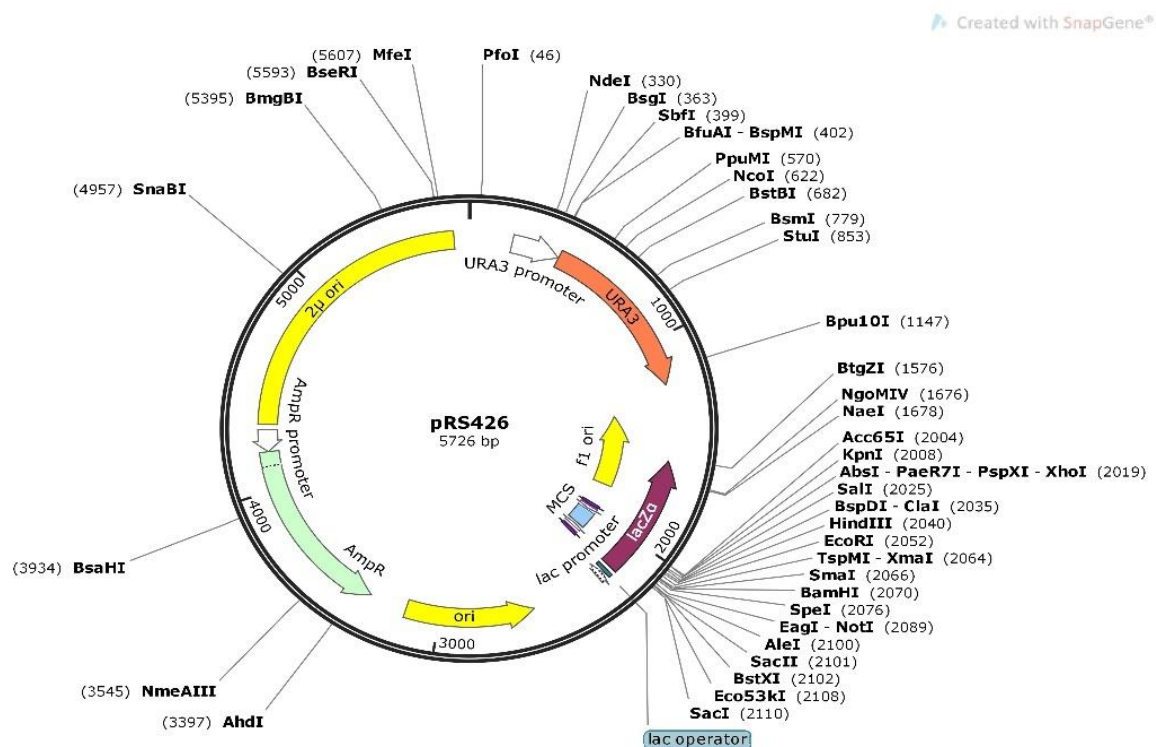 Created with SnapGene®
(5607) MfeI
PfoI (46)
(5593) BseRI
(5395) BmgBI
NdeI (330)
BsgI (363)
SbfI (399)
BfuAI - BspMI (402)
PpuMI (570)
NcoI (622)
BstBI (682)
BsmI (779)
StuI (853)
(4957) SnaBI
URA3 promoter
URA3
2μ ori
5000
1000
Bpu10I (1147)
BtgZI (1576)
NgoMIV (1676)
NaeI (1678)
pRS426
5726 bp
AmpR promoter
f1 ori
Acc65I (2004)
KpnI (2008)
AbsI - PaeR7I - PspXI - XhoI (2019)
SalI (2025)
BspDI - ClaI (2035)
HindIII (2040)
EcoRI (2052)
TspMI - XmaI (2064)
SmaI (2066)
BamHI (2070)
SpeI (2076)
EagI - NotI (2089)
AleI (2100)
SacII (2101)
BstXI (2102)
Eco53kI (2108)
SacI (2110)
MCS
lacZα
2000
lac promoter
4000
AmpR
(3934) BsaHI
ori
3000
(3545) NmeAIII
(3397) AhdI
lac operator